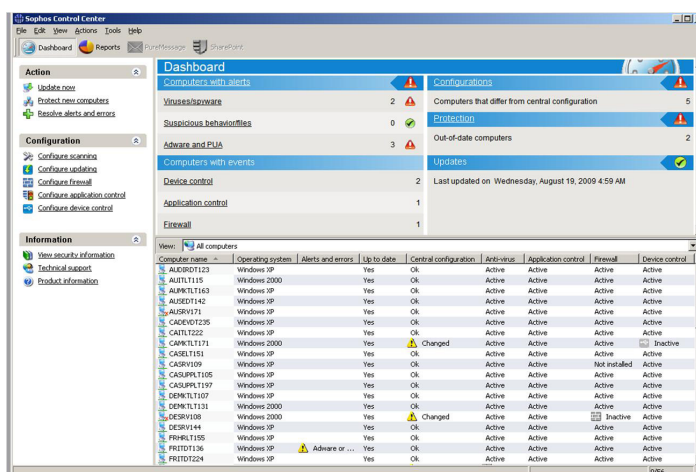 Sophos Control Center
File Edit View Actions Tools Help
Dashboard Reports PureMessage SharePoint
Action
Update now
Protect new computers
Resolve alerts and errors
Configuration
Configure scanning
Configure updating
Configure firewall
Configure application control
Configure device control
Information
View security information
Technical support
Product information
Dashboard
Computers with alerts
Viruses/spyware 2
Suspicious behavior/files 0
Adware and PUA 3
Computers with events
Device control 2
Application control 1
Firewall 1
Configurations
Computers that differ from central configuration 5
Protection
Out-of-date computers 2
Updates
Last updated on Wednesday, August 19, 2009 4:59 AM
View: All computers
Computer name Operating system Alerts and errors Up to date Central configuration Anti-virus Application control Firewall Device control
AUDIRDT123 Windows XP Yes Ok Active Active Active Active
AUITLT115 Windows 2000 Yes Ok Active Active Active Active
AUMKTLT163 Windows XP Yes Ok Active Active Active Active
AUSEDT142 Windows XP Yes Ok Active Active Active Active
AUSRV171 Windows XP Yes Ok Active Active Active Active
CADEVDT235 Windows XP Yes Ok Active Active Active Active
CAITLT222 Windows XP Yes Ok Active Active Active Active
CAMKTLT171 Windows 2000 Yes Changed Active Active Active Inactive
CASELT151 Windows XP Yes Ok Active Active Active Active
CASRV109 Windows XP Yes Ok Active Active Not installed Active
CASUPPLT105 Windows XP Yes Ok Active Active Active Active
CASUPPLT197 Windows XP Yes Ok Active Active Active Active
DEMKTLT107 Windows XP Yes Ok Active Active Active Active
DEMKTLT131 Windows 2000 Yes Ok Active Active Active Active
DESRV108 Windows 2000 Yes Changed Active Active Inactive Active
DESRV144 Windows XP Yes Ok Active Active Active Active
FRHRLT155 Windows XP Yes Ok Active Active Active Active
FRITDT136 Windows XP Adware or ... Yes Ok Active Active Active Active
FRITDT224 Windows XP Yes Ok Active Active Active Active